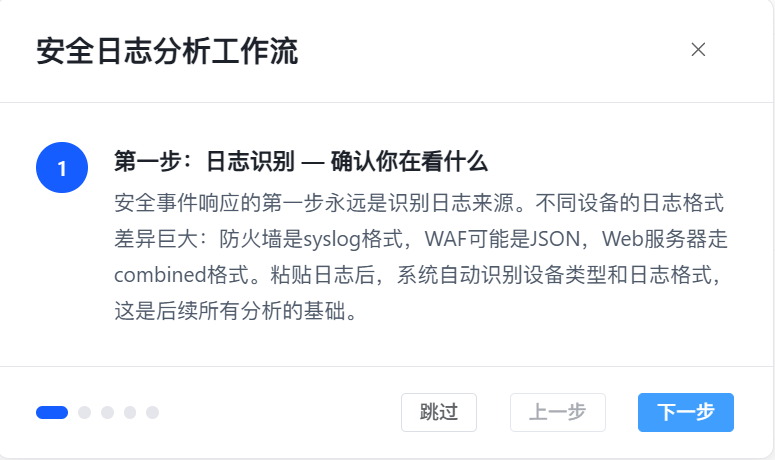 安全日志分析工作流
1
第一步：日志识别 — 确认你在看什么
安全事件响应的第一步永远是识别日志来源。不同设备的日志格式
差异巨大：防火墙是syslog格式，WAF可能是JSON，Web服务器走
combined格式。粘贴日志后，系统自动识别设备类型和日志格式，
这是后续所有分析的基础。
跳过
上一步
下一步